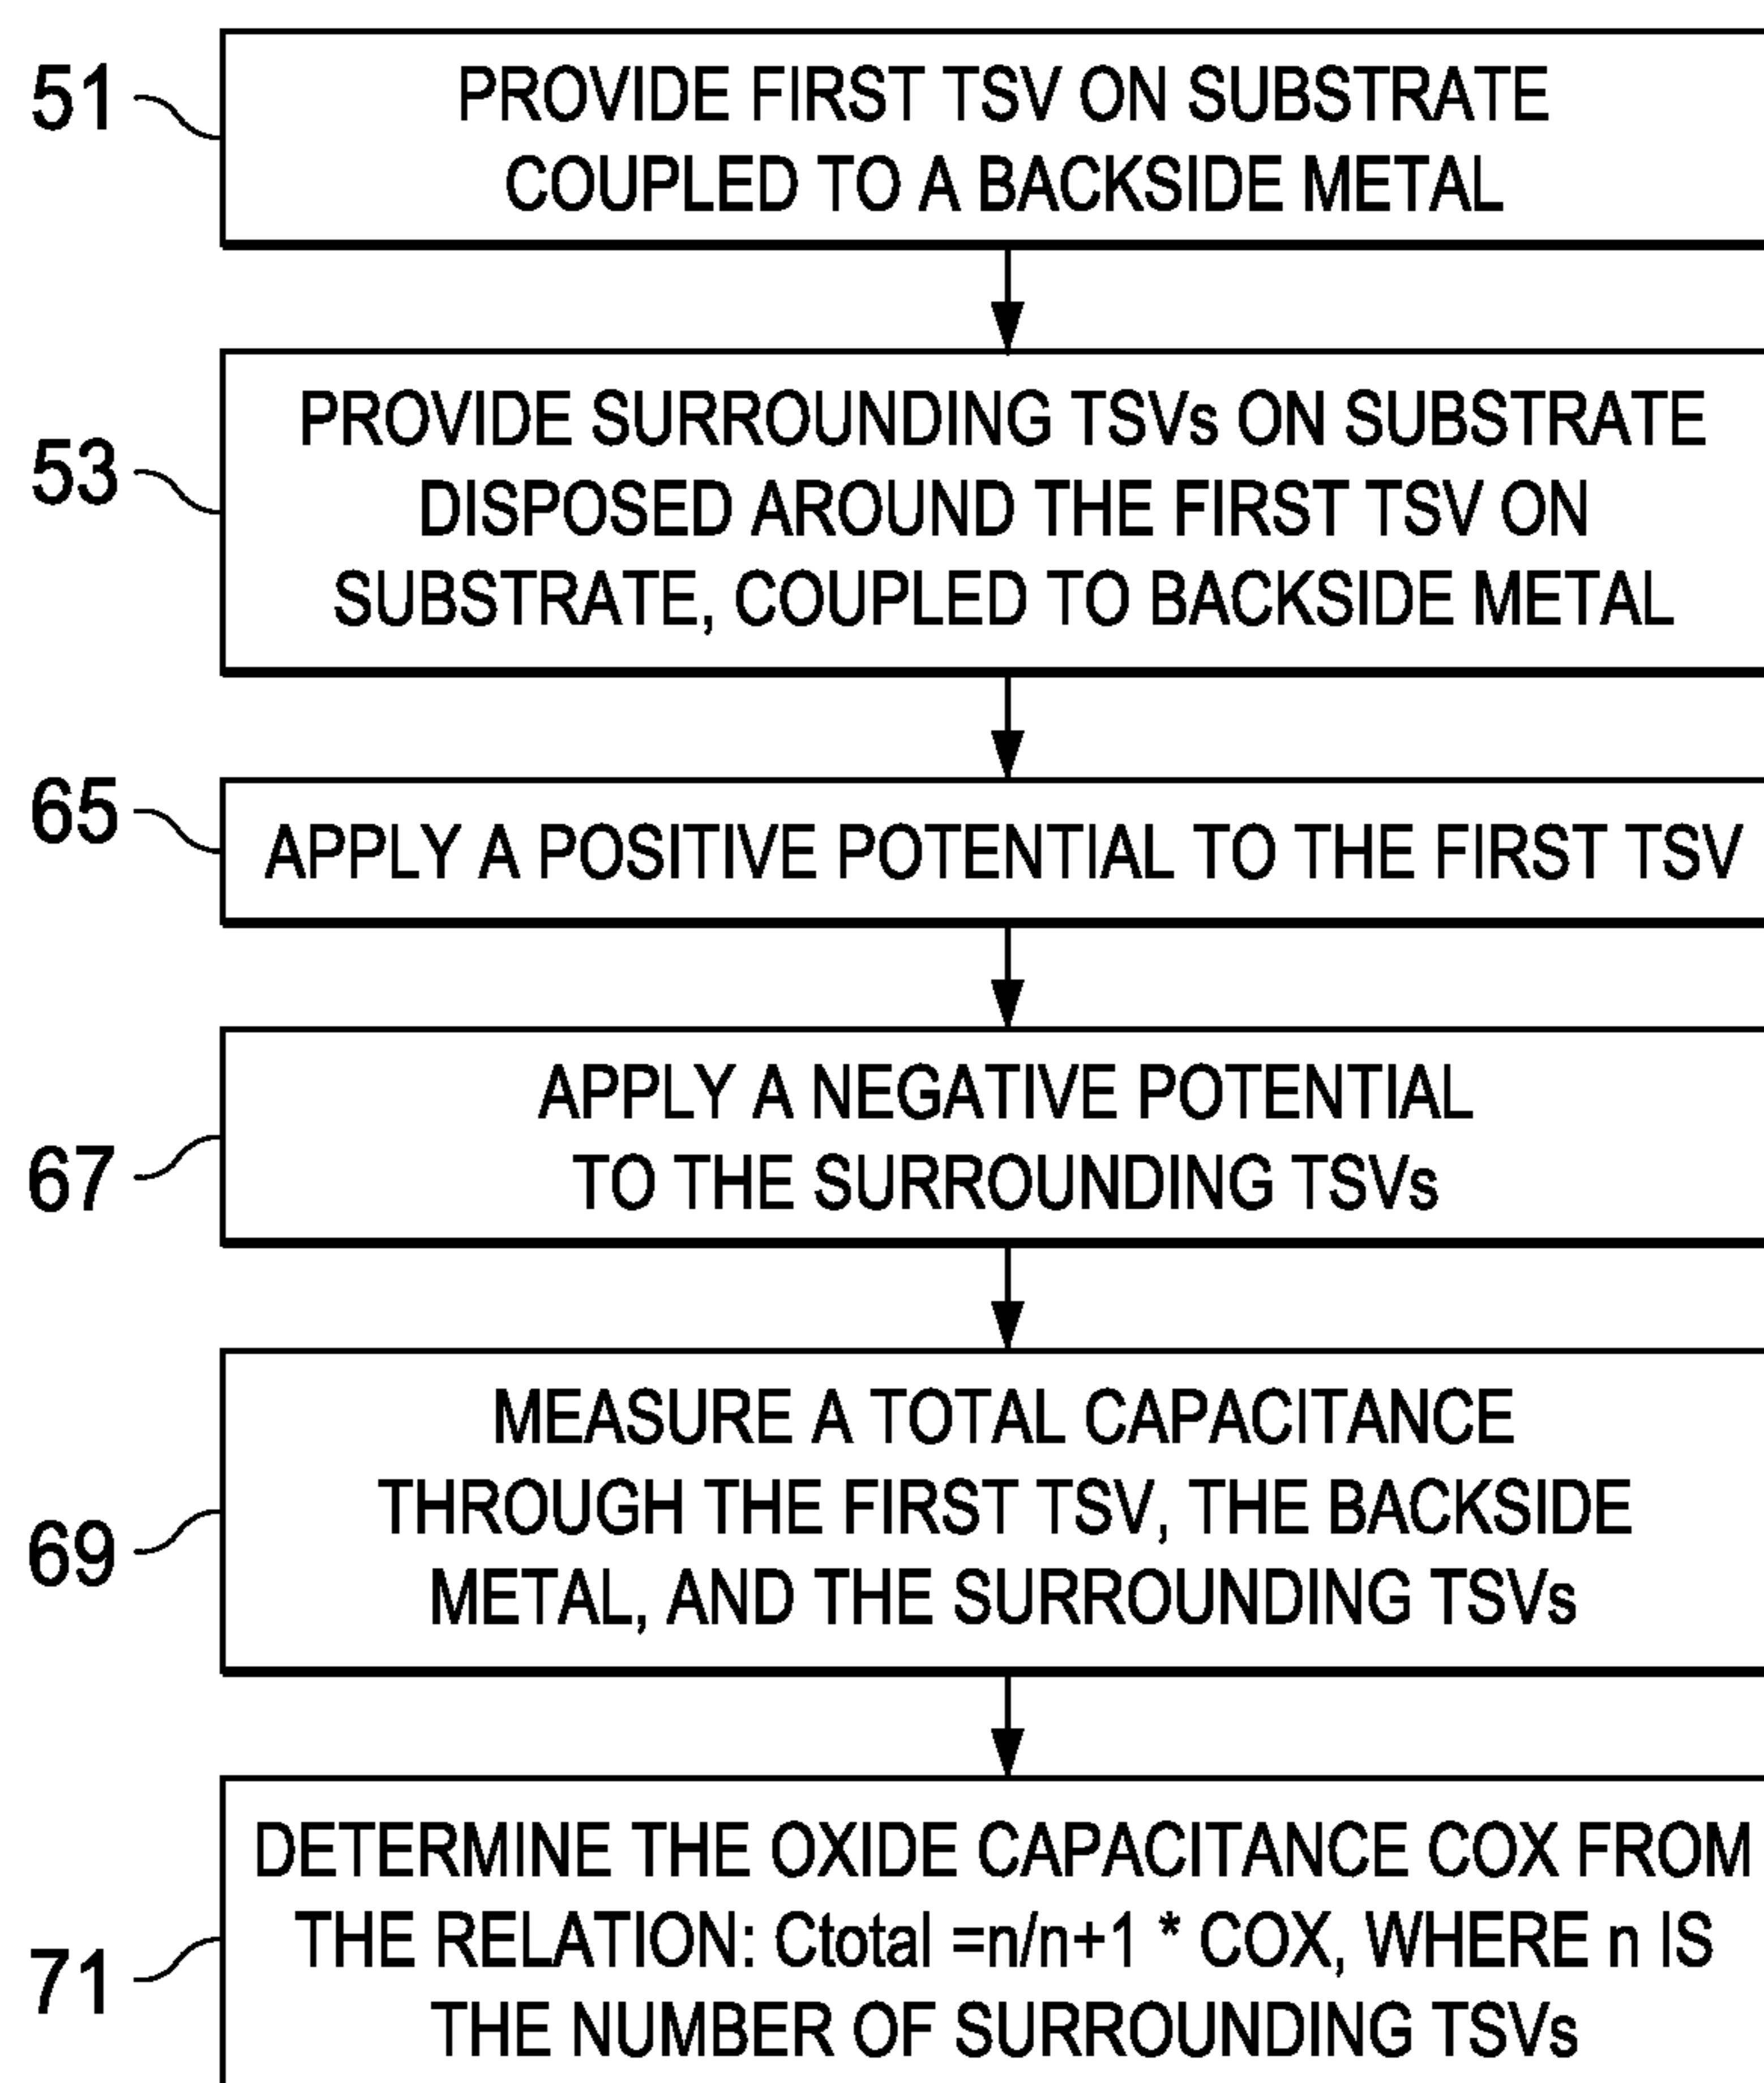 51
PROVIDE FIRST TSV ON SUBSTRATE
COUPLED TO A BACKSIDE METAL
53
PROVIDE SURROUNDING TSVs ON SUBSTRATE
DISPOSED AROUND THE FIRST TSV ON
SUBSTRATE, COUPLED TO BACKSIDE METAL
65
APPLY A POSITIVE POTENTIAL TO THE FIRST TSV
67
APPLY A NEGATIVE POTENTIAL
TO THE SURROUNDING TSVs
69
MEASURE A TOTAL CAPACITANCE
THROUGH THE FIRST TSV, THE BACKSIDE
METAL, AND THE SURROUNDING TSVs
71
DETERMINE THE OXIDE CAPACITANCE COX FROM
THE RELATION: Ctotal =n/n+1 * COX, WHERE n IS
THE NUMBER OF SURROUNDING TSVs